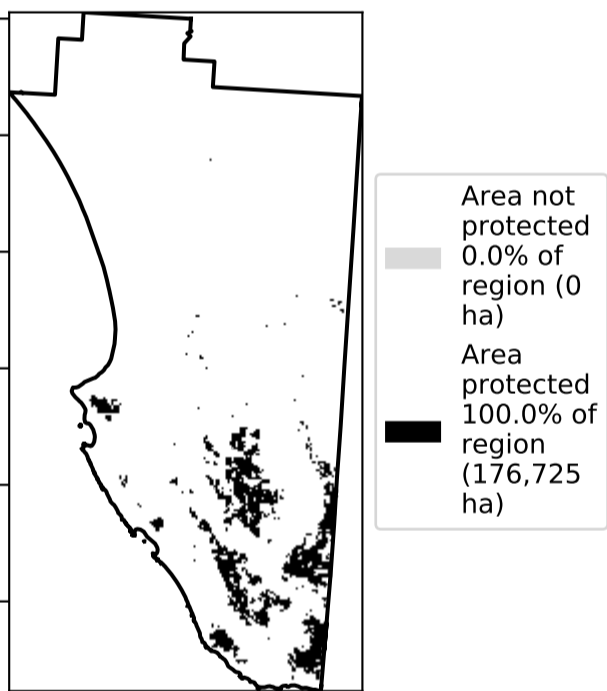 Area not
protected
0.0% of
region (0
ha)
Area
protected
100.0% of
region
(176,725
ha)